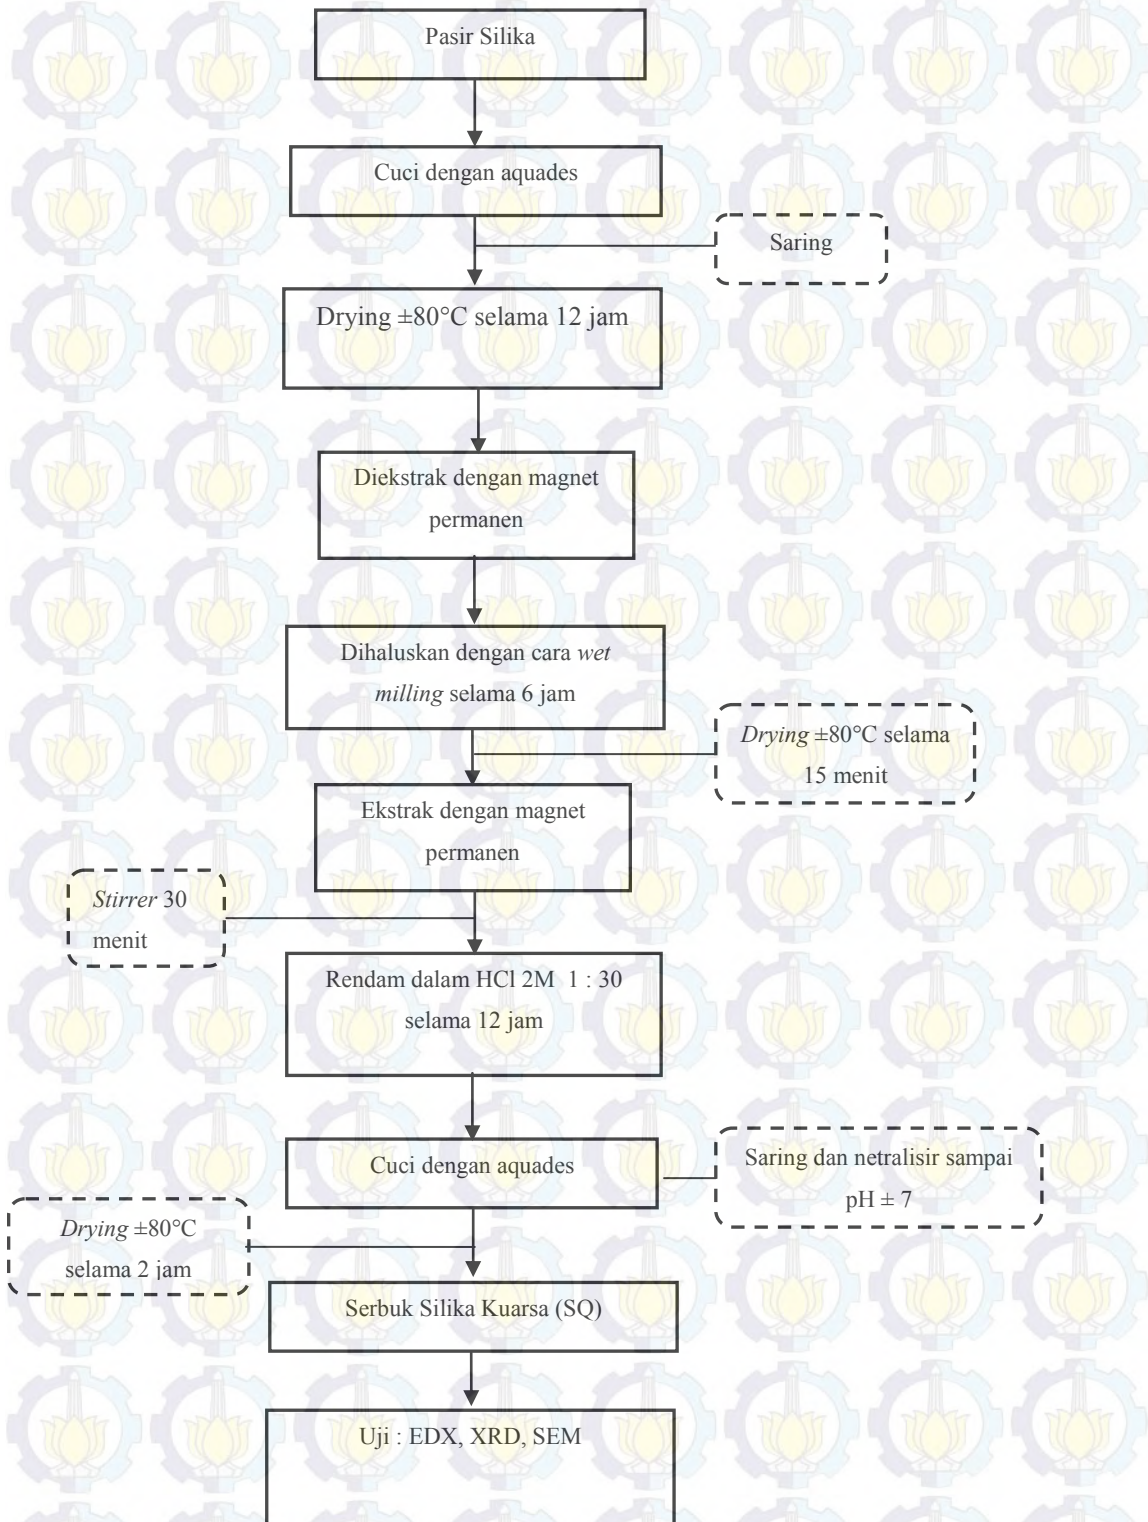 Pasir Silika
Cuci dengan aquades
Saring
Drying ±80°C selama 12 jam
Diekstrak dengan magnet
permanen
Dihaluskan dengan cara wet
milling selama 6 jam
Drying ±80°C selama
15 menit
Ekstrak dengan magnet
permanen
Stirrer 30
menit
Rendam dalam HCl 2M  1 : 30
selama 12 jam
Cuci dengan aquades
Saring dan netralisir sampai
pH ± 7
Drying ±80°C
selama 2 jam
Serbuk Silika Kuarsa (SQ)
Uji : EDX, XRD, SEM